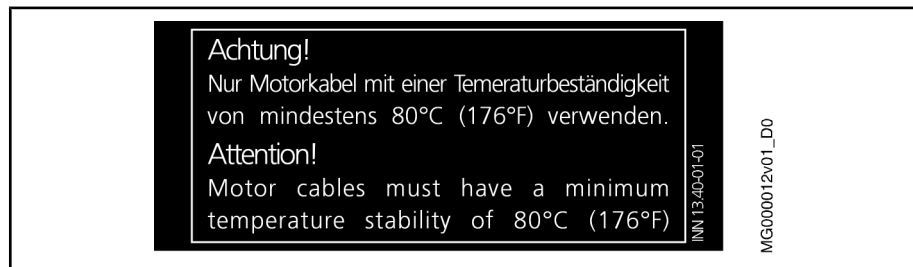 Achtung!
Nur Motorkabel mit einer Temeraturbeständigkeit
von mindestens 80°C (176°F) verwenden.
Attention!
Motor cables must have a minimum
temperature stability of 80°C (176°F)
INN 13.40-01-01
MG000012v01_D0